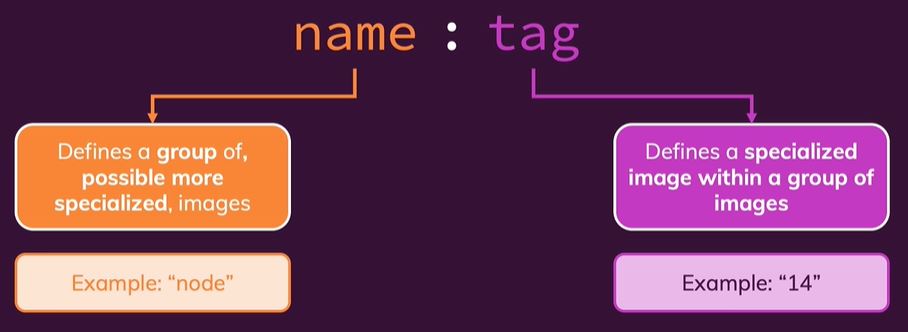 name : tag
Defines a group of,
possible more
specialized, images
Defines a specialized
image within a group of
images
Example: “node”
Example: “14”